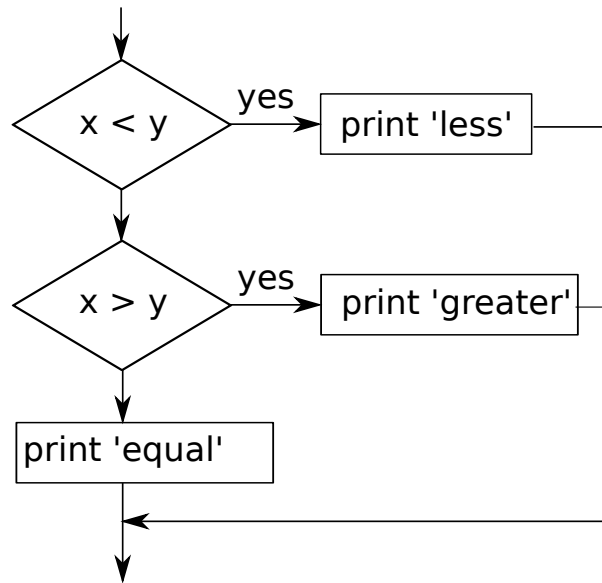 x < y
yes
print 'less'
x > y
yes
print 'greater'
print 'equal'